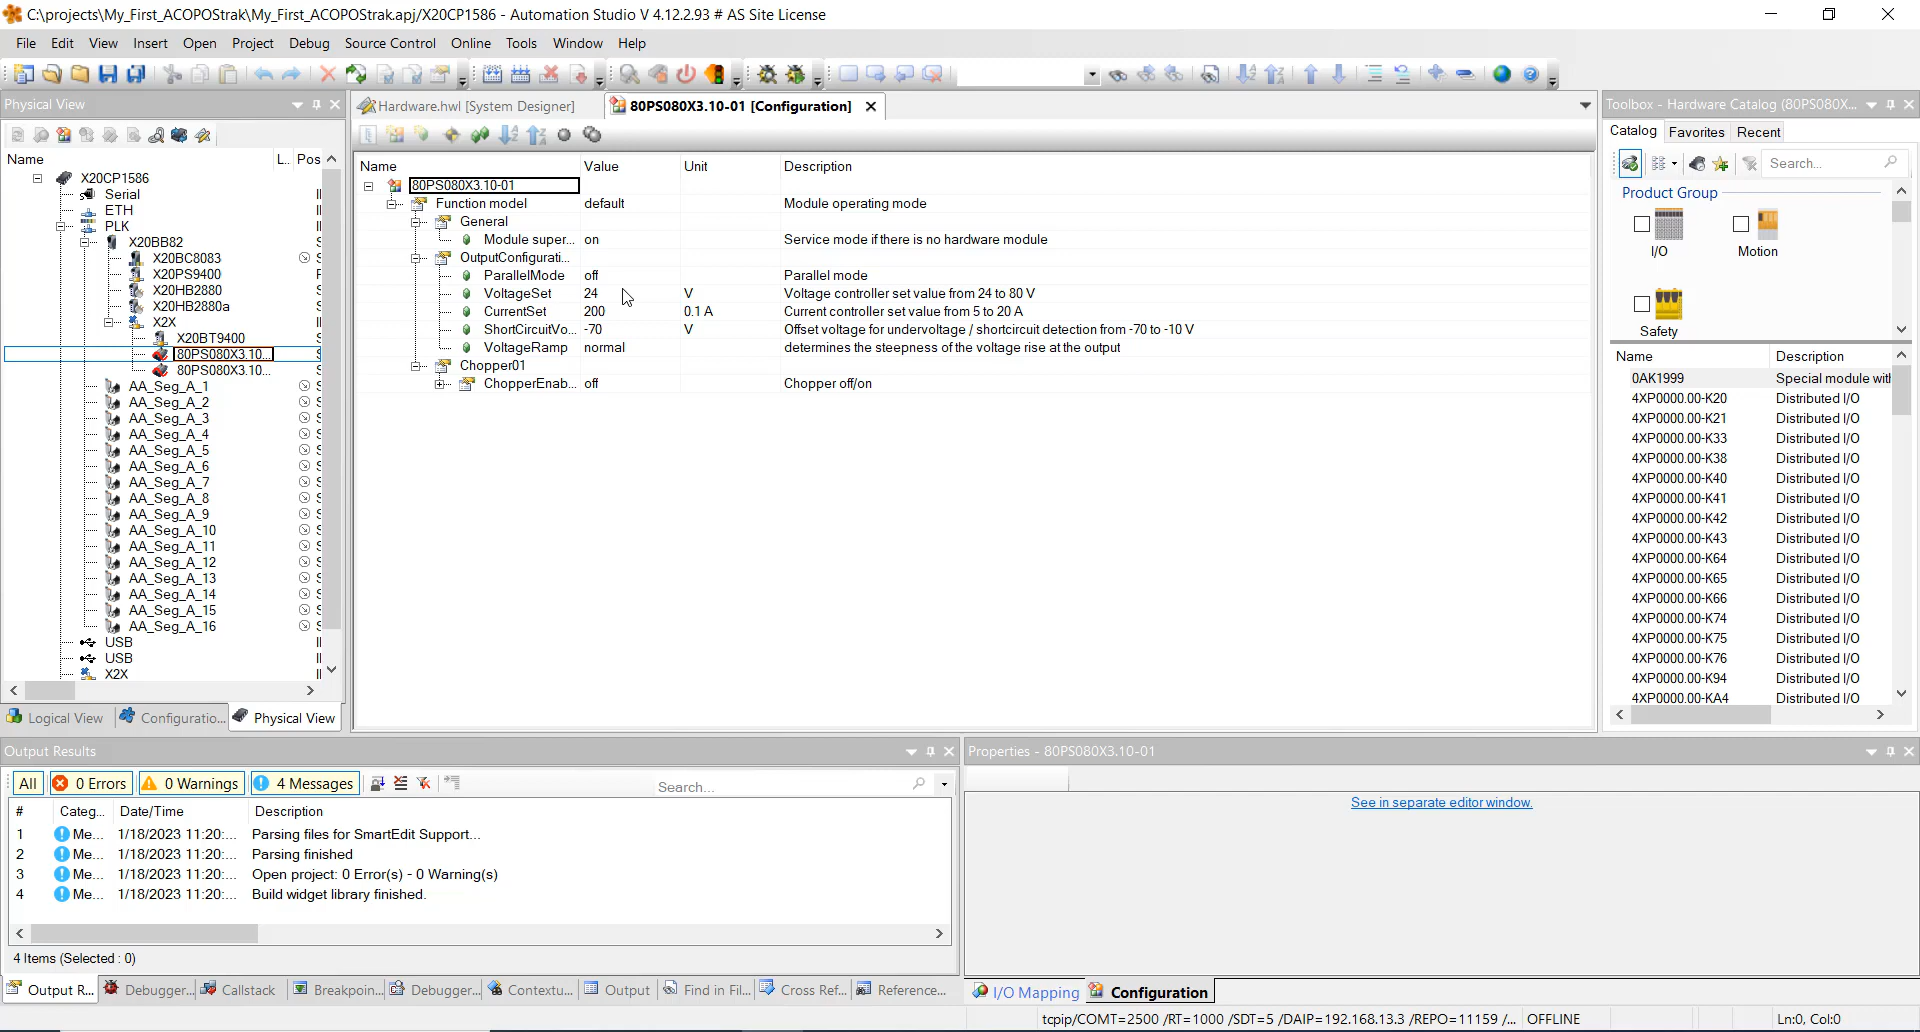 C:\projects\My_First_ACOPOStrak\My_First_ACOPOStrak.apj/X20CP1586 - Automation Studio V 4.12.2.93 # AS Site License
File Edit View Insert Open Project Debug Source Control Online Tools Window Help
Physical View
Name L.. Pos
X20CP1586
Serial
ETH
PLK
X20BB82
X20BC8083
X20PS9400
X20HB2880
X20HB2880a
X2X
X20BT9400
80PS080X3.10...
80PS080X3.10...
AA_Seg_A_1
AA_Seg_A_2
AA_Seg_A_3
AA_Seg_A_4
AA_Seg_A_5
AA_Seg_A_6
AA_Seg_A_7
AA_Seg_A_8
AA_Seg_A_9
AA_Seg_A_10
AA_Seg_A_11
AA_Seg_A_12
AA_Seg_A_13
AA_Seg_A_14
AA_Seg_A_15
AA_Seg_A_16
USB
USB
X2X
Logical View Configuratio... Physical View
Hardware.hwl [System Designer] 80PS080X3.10-01 [Configuration]
Name Value Unit Description
80PS080X3.10-01
Function model default Module operating mode
General
Module super... on Service mode if there is no hardware module
OutputConfigurati...
ParallelMode off Parallel mode
VoltageSet 24 V Voltage controller set value from 24 to 80 V
CurrentSet 200 0.1 A Current controller set value from 5 to 20 A
ShortCircuitVo... -70 V Offset voltage for undervoltage / shortcircuit detection from -70 to -10 V
VoltageRamp normal determines the steepness of the voltage rise at the output
Chopper01
ChopperEnab... off Chopper off/on
Toolbox - Hardware Catalog (80PS080X...
Catalog Favorites Recent
Search...
Product Group
I/O Motion
Safety
Name Description
0AK1999 Special module with
4XP0000.00-K20 Distributed I/O
4XP0000.00-K21 Distributed I/O
4XP0000.00-K33 Distributed I/O
4XP0000.00-K38 Distributed I/O
4XP0000.00-K40 Distributed I/O
4XP0000.00-K41 Distributed I/O
4XP0000.00-K42 Distributed I/O
4XP0000.00-K43 Distributed I/O
4XP0000.00-K64 Distributed I/O
4XP0000.00-K65 Distributed I/O
4XP0000.00-K66 Distributed I/O
4XP0000.00-K74 Distributed I/O
4XP0000.00-K75 Distributed I/O
4XP0000.00-K76 Distributed I/O
4XP0000.00-K94 Distributed I/O
4XP0000.00-KA4 Distributed I/O
Output Results
All 0 Errors 0 Warnings 4 Messages Search...
# Categ... Date/Time Description
1 Me... 1/18/2023 11:20:... Parsing files for SmartEdit Support...
2 Me... 1/18/2023 11:20:... Parsing finished
3 Me... 1/18/2023 11:20:... Open project: 0 Error(s) - 0 Warning(s)
4 Me... 1/18/2023 11:20:... Build widget library finished.
4 Items (Selected : 0)
Output R... Debugger... Callstack Breakpoin... Debugger... Contextu... Output Find in Fil... Cross Ref... Reference...
Properties - 80PS080X3.10-01
See in separate editor window.
I/O Mapping Configuration
tcpip/COMT=2500 /RT=1000 /SDT=5 /DAIP=192.168.13.3 /REPO=11159 /... OFFLINE Ln:0, Col:0